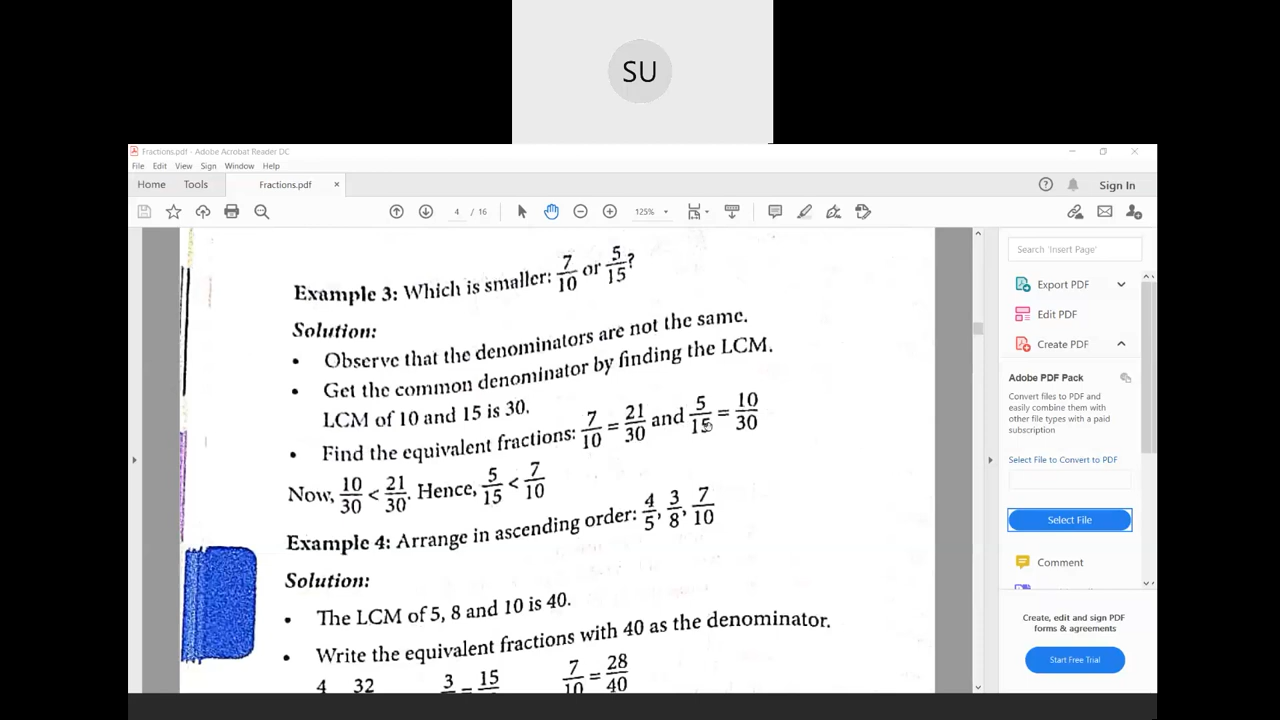 SU
Fractions.pdf - Adobe Acrobat Reader DC
File Edit View Sign Window Help
Home Tools Fractions.pdf × Sign In
4 / 16 125%
Example 3: Which is smaller: 7/10 or 5/15?
Solution:
• Observe that the denominators are not the same.
• Get the common denominator by finding the LCM.
LCM of 10 and 15 is 30.
• Find the equivalent fractions: 7/10 = 21/30 and 5/15 = 10/30
Now, 10/30 < 21/30. Hence, 5/15 < 7/10
Example 4: Arrange in ascending order: 4/5, 3/8, 7/10
Solution:
• The LCM of 5, 8 and 10 is 40.
• Write the equivalent fractions with 40 as the denominator.
4 32 3 = 15 7/10 = 28/40
Search 'Insert Page'
Export PDF
Edit PDF
Create PDF
Adobe PDF Pack
Convert files to PDF and
easily combine them with
other file types with a paid
subscription
Select File to Convert to PDF
Select File
Comment
Create, edit and sign PDF
forms & agreements
Start Free Trial